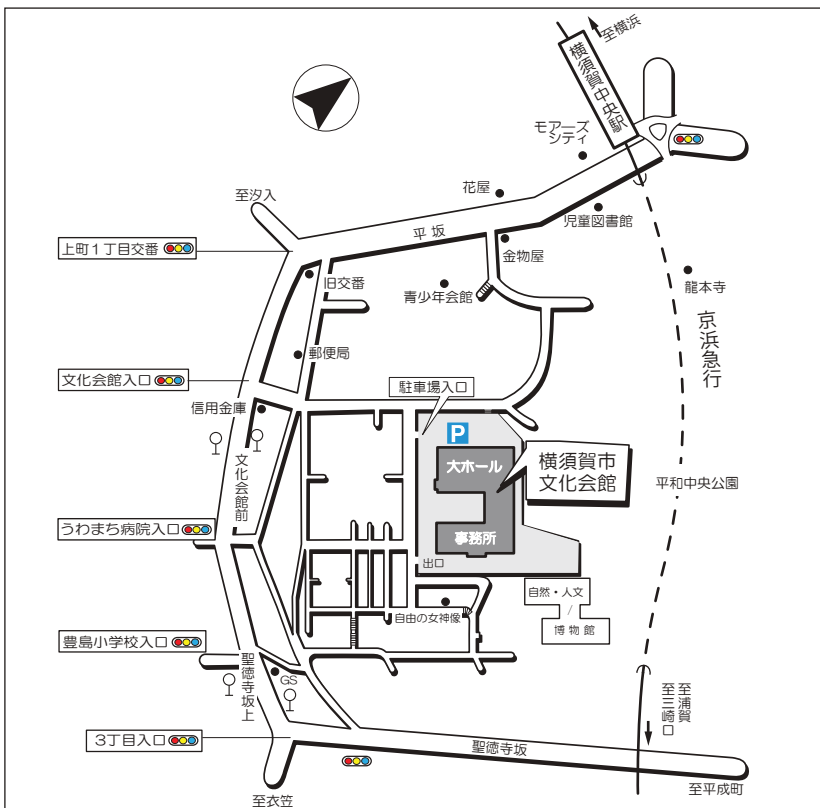 至横浜
横須賀中央駅
モアーズ
シティ
花屋
至汐入
児童図書館
平坂
上町1丁目交番
金物屋
旧交番
青少年会館
龍本寺
京浜急行
郵便局
文化会館入口
駐車場入口
信用金庫
P
大ホール
横須賀市
文化会館
文化会館前
平和中央公園
うわまち病院入口
事務所
出口
自然・人文
/
博物館
自由の女神像
豊島小学校入口
聖徳寺坂上
GS
至浦賀
至三崎口
3丁目入口
聖徳寺坂
至平成町
至衣笠